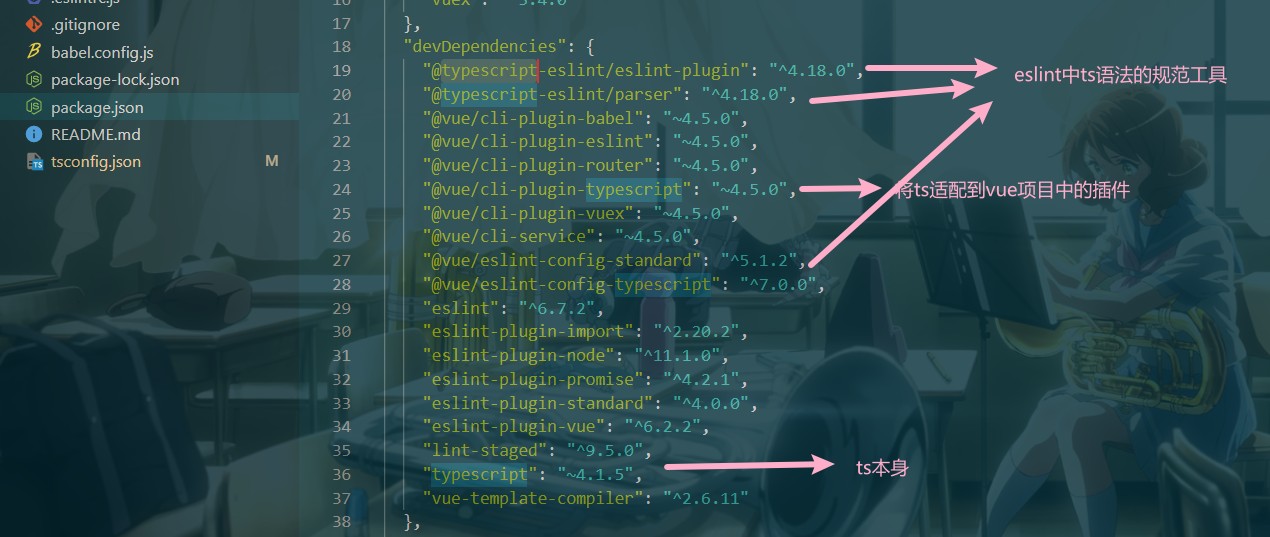 .gitignore
babel.config.js
package-lock.json
package.json
README.md
tsconfig.json M
17 },
18 "devDependencies": {
19 "@typescript-eslint/eslint-plugin": "^4.18.0",
20 "@typescript-eslint/parser": "^4.18.0",
21 "@vue/cli-plugin-babel": "~4.5.0",
22 "@vue/cli-plugin-eslint": "~4.5.0",
23 "@vue/cli-plugin-router": "~4.5.0",
24 "@vue/cli-plugin-typescript": "~4.5.0",
25 "@vue/cli-plugin-vuex": "~4.5.0",
26 "@vue/cli-service": "~4.5.0",
27 "@vue/eslint-config-standard": "^5.1.2",
28 "@vue/eslint-config-typescript": "^7.0.0",
29 "eslint": "^6.7.2",
30 "eslint-plugin-import": "^2.20.2",
31 "eslint-plugin-node": "^11.1.0",
32 "eslint-plugin-promise": "^4.2.1",
33 "eslint-plugin-standard": "^4.0.0",
34 "eslint-plugin-vue": "^6.2.2",
35 "lint-staged": "^9.5.0",
36 "typescript": "~4.1.5",
37 "vue-template-compiler": "^2.6.11"
38 },
eslint中ts语法的规范工具
将ts适配到vue项目中的插件
ts本身